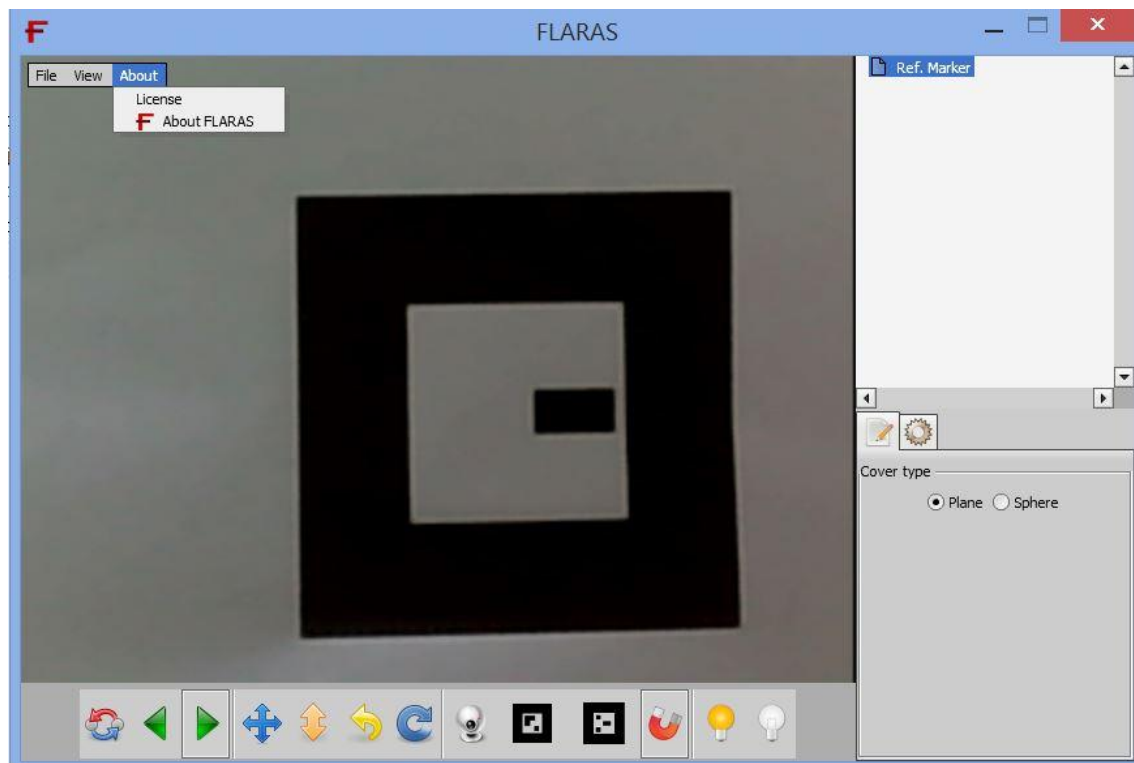 FLARAS
File View About
License
About FLARAS
Ref. Marker
Cover type
Plane Sphere